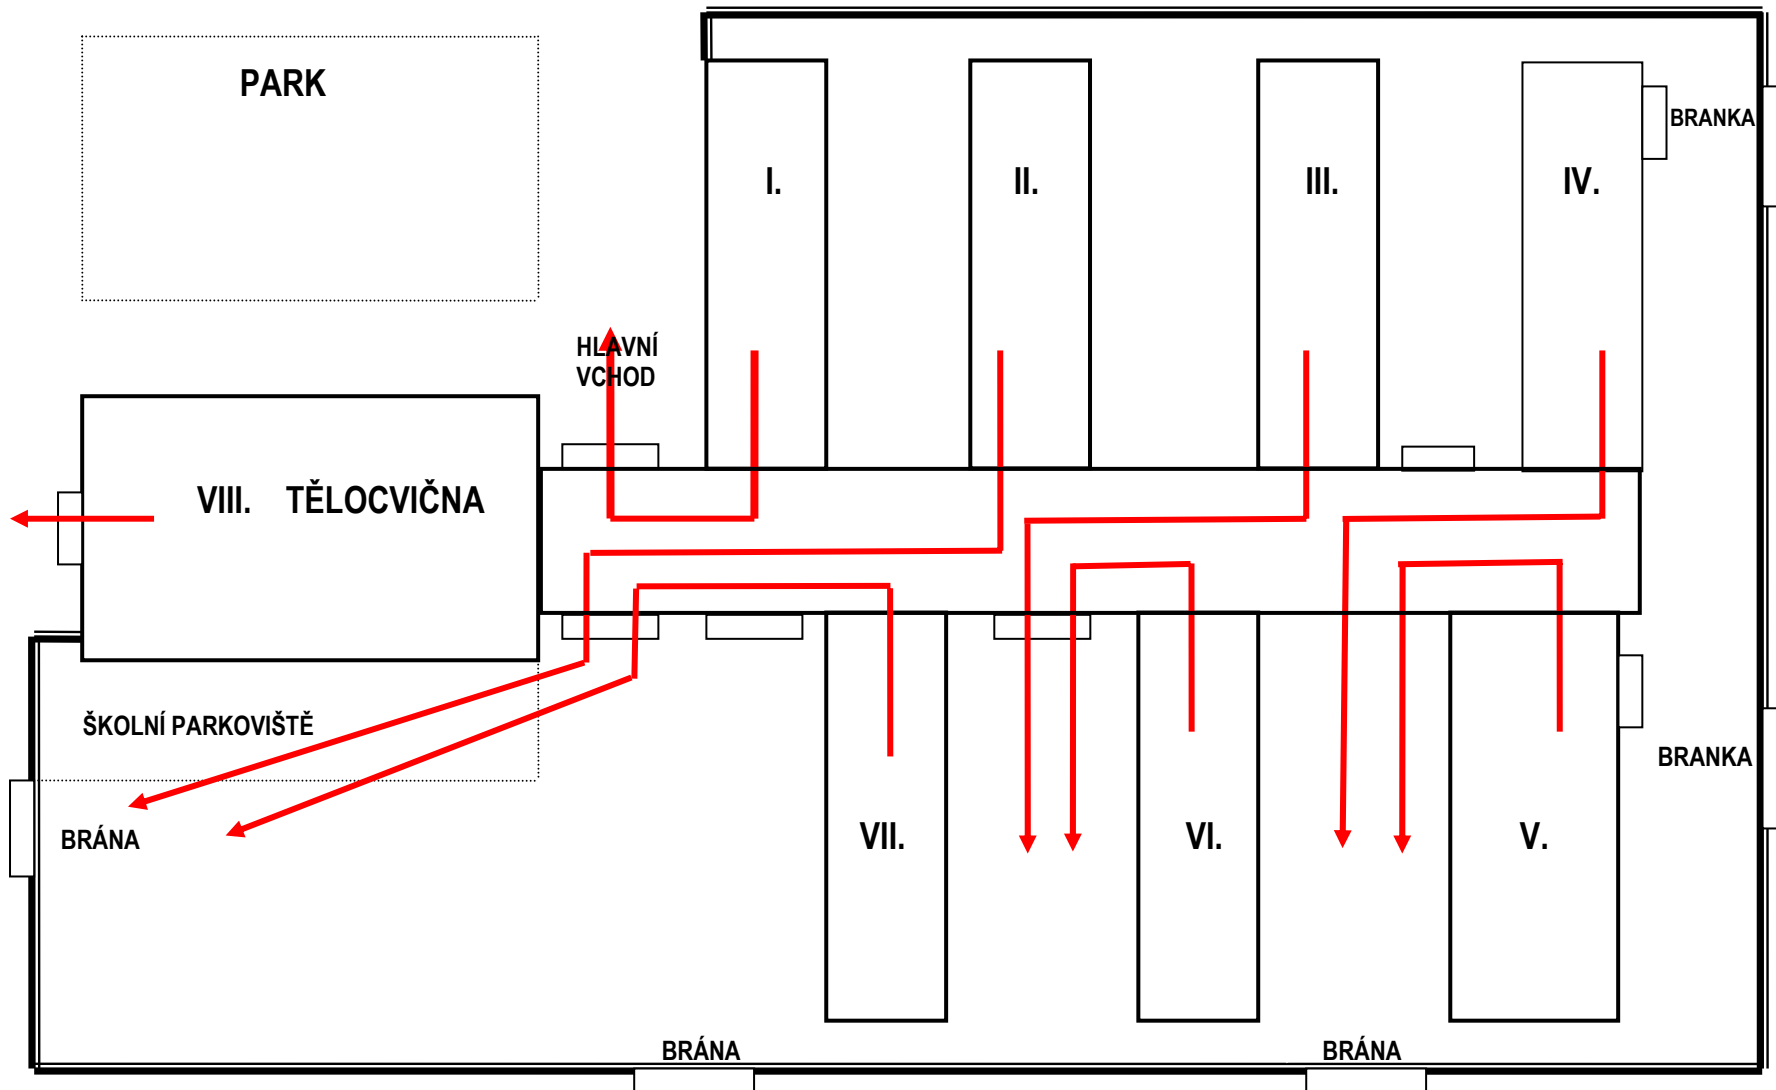 PARK
BRANKA
I.
II.
III.
IV.
HLAVNÍ
VCHOD
VIII. TĚLOCVIČNA
ŠKOLNÍ PARKOVIŠTĚ
BRANKA
BRÁNA
VII.
VI.
V.
BRÁNA
BRÁNA